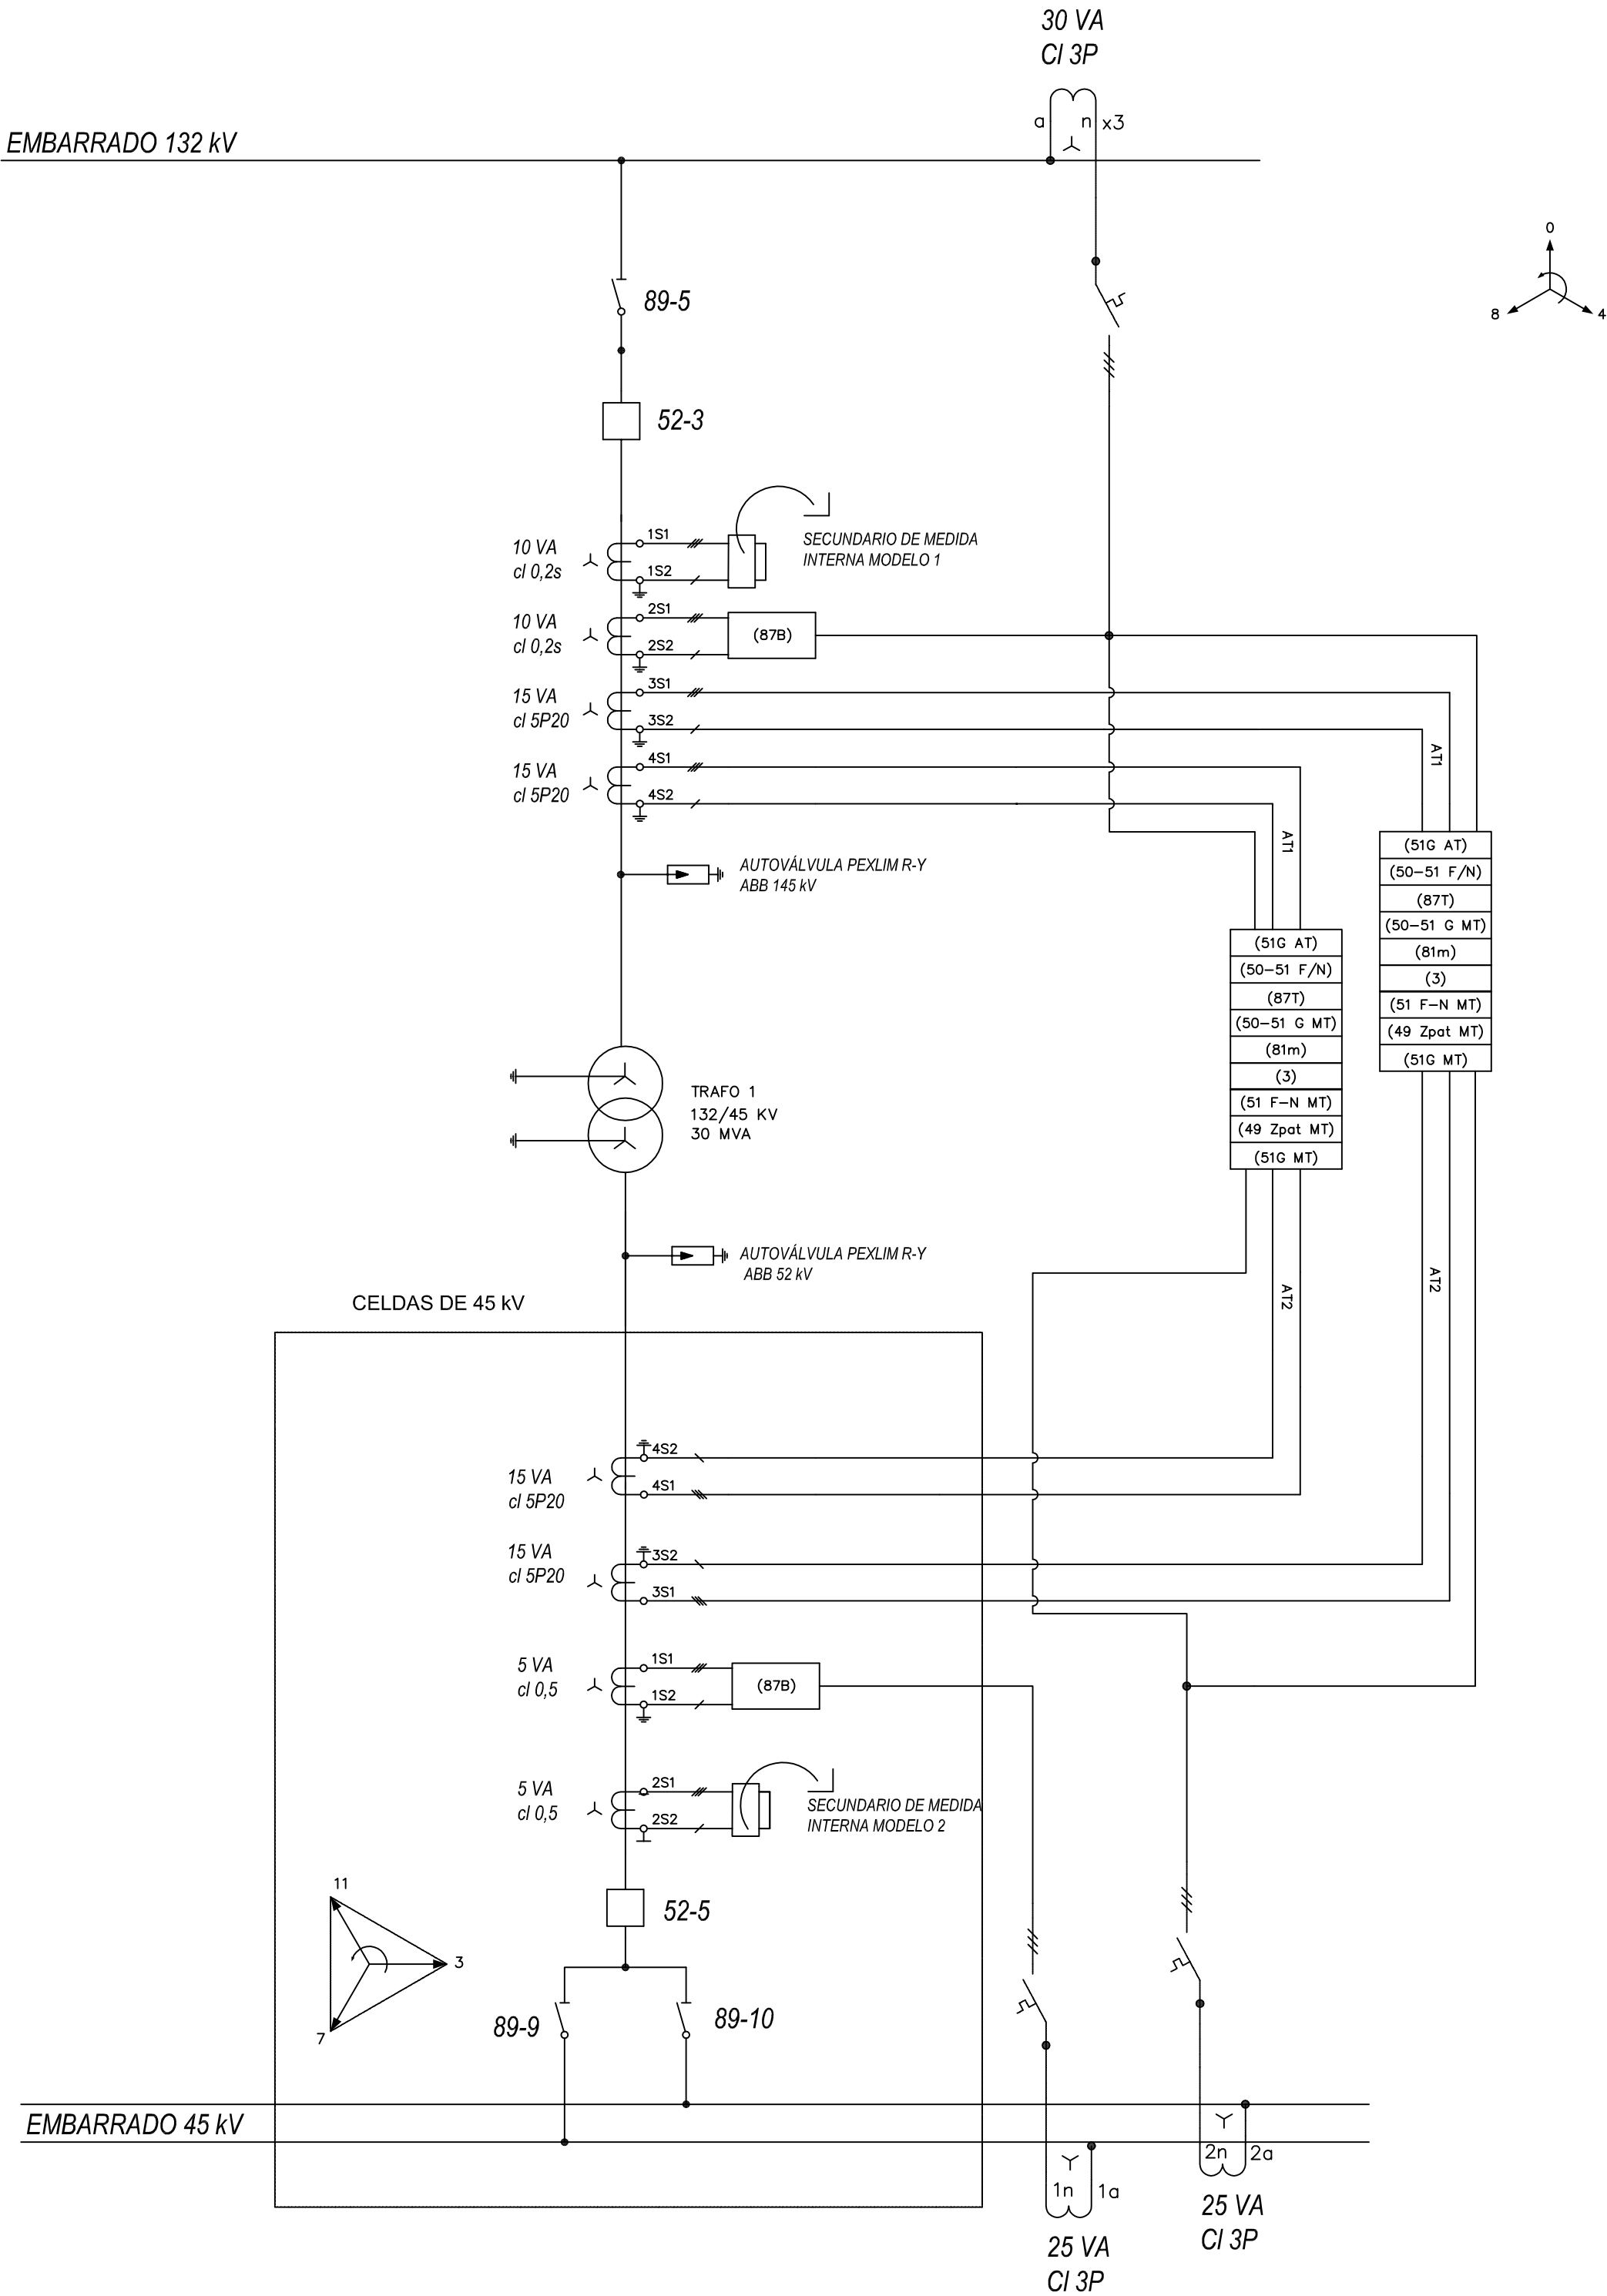 30 VA
Cl 3P
a
n
x3
EMBARRADO 132 kV
0
8
4
89-5
52-3
10 VA
cl 0,2s
1S1
1S2
SECUNDARIO DE MEDIDA
INTERNA MODELO 1
10 VA
cl 0,2s
2S1
2S2
(87B)
15 VA
cl 5P20
3S1
3S2
15 VA
cl 5P20
4S1
4S2
AT1
AT1
AUTOVÁLVULA PEXLIM R-Y
ABB 145 kV
(51G AT)
(50-51 F/N)
(87T)
(50-51 G MT)
(81m)
(3)
(51 F-N MT)
(49 Zpat MT)
(51G MT)
(51G AT)
(50-51 F/N)
(87T)
(50-51 G MT)
(81m)
(3)
(51 F-N MT)
(49 Zpat MT)
(51G MT)
TRAFO 1
132/45 KV
30 MVA
AUTOVÁLVULA PEXLIM R-Y
ABB 52 kV
AT2
AT2
CELDAS DE 45 kV
15 VA
cl 5P20
4S2
4S1
15 VA
cl 5P20
3S2
3S1
5 VA
cl 0,5
1S1
1S2
(87B)
5 VA
cl 0,5
2S1
2S2
SECUNDARIO DE MEDIDA
INTERNA MODELO 2
11
3
7
52-5
89-9
89-10
EMBARRADO 45 kV
1n
1a
25 VA
Cl 3P
2n
2a
25 VA
Cl 3P